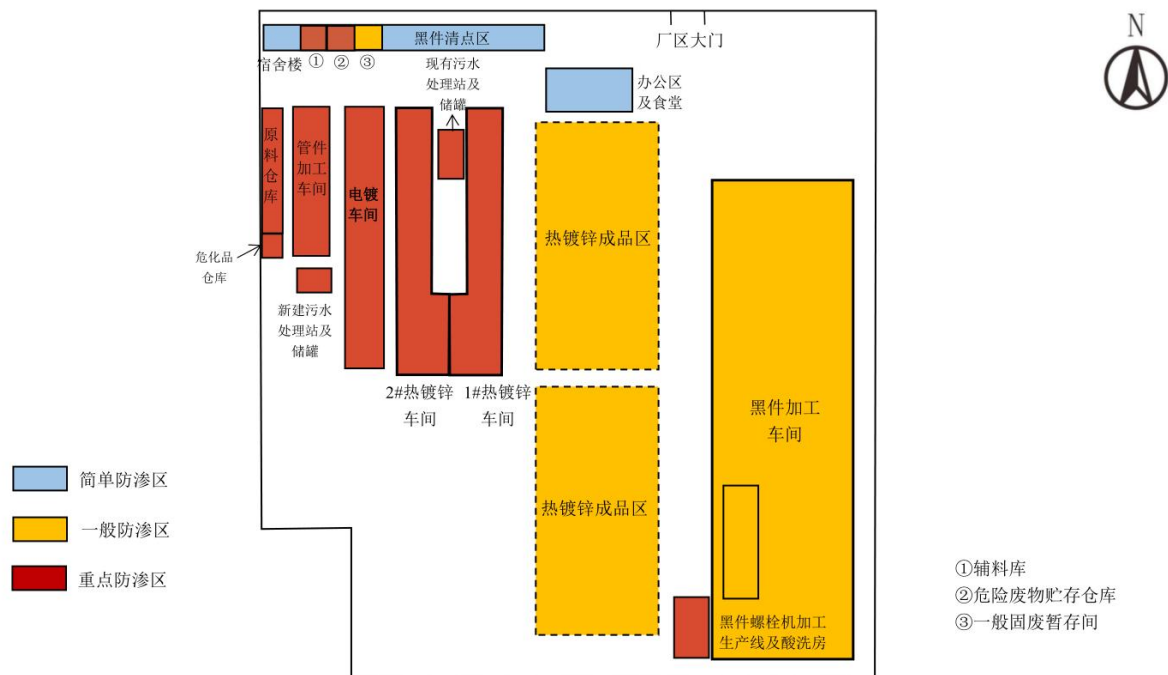 N
厂区大门
黑件清点区
宿舍楼
①
②
③
现有污水
处理站及
储罐
办公区
及食堂
原
料
仓
库
管件
加工
车间
电镀
车间
危化品
仓库
新建污水
处理站及
储罐
热镀锌成品区
2#热镀锌
车间
1#热镀锌
车间
黑件加工
车间
热镀锌成品区
黑件螺栓机加工
生产线及酸洗房
简单防渗区
一般防渗区
重点防渗区
①辅料库
②危险废物贮存仓库
③一般固废暂存间